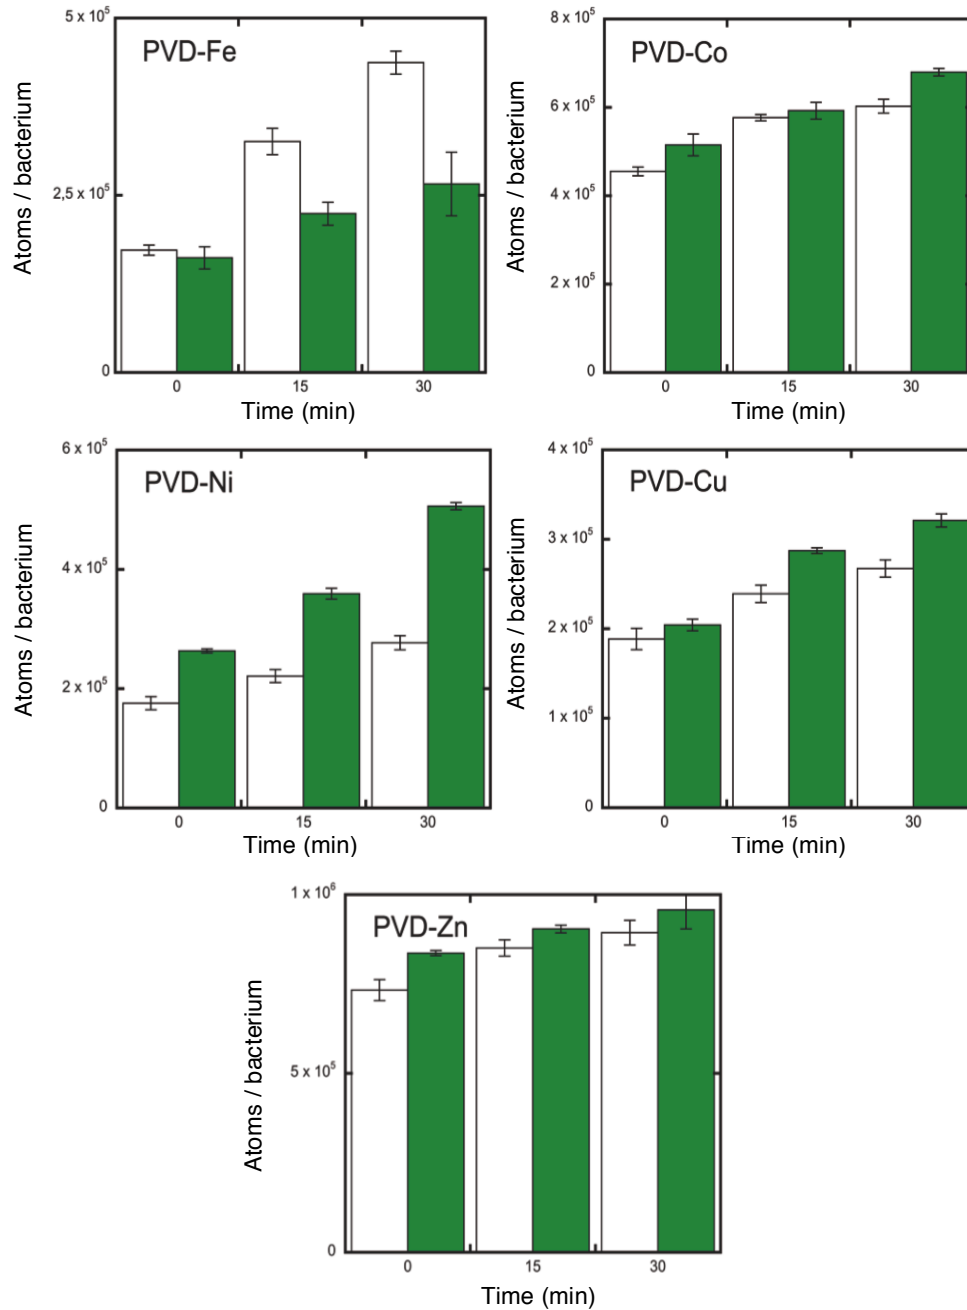 PVD-Fe
5 x 10⁵
2,5 x 10⁵
0
Atoms / bacterium
0 15 30
Time (min)
PVD-Co
8 x 10⁵
6 x 10⁵
4 x 10⁵
2 x 10⁵
0
Atoms / bacterium
0 15 30
Time (min)
PVD-Ni
6 x 10⁵
4 x 10⁵
2 x 10⁵
0
Atoms / bacterium
0 15 30
Time (min)
PVD-Cu
4 x 10⁵
3 x 10⁵
2 x 10⁵
1 x 10⁵
0
Atoms / bacterium
0 15 30
Time (min)
PVD-Zn
1 x 10⁶
5 x 10⁵
0
Atoms / bacterium
0 15 30
Time (min)